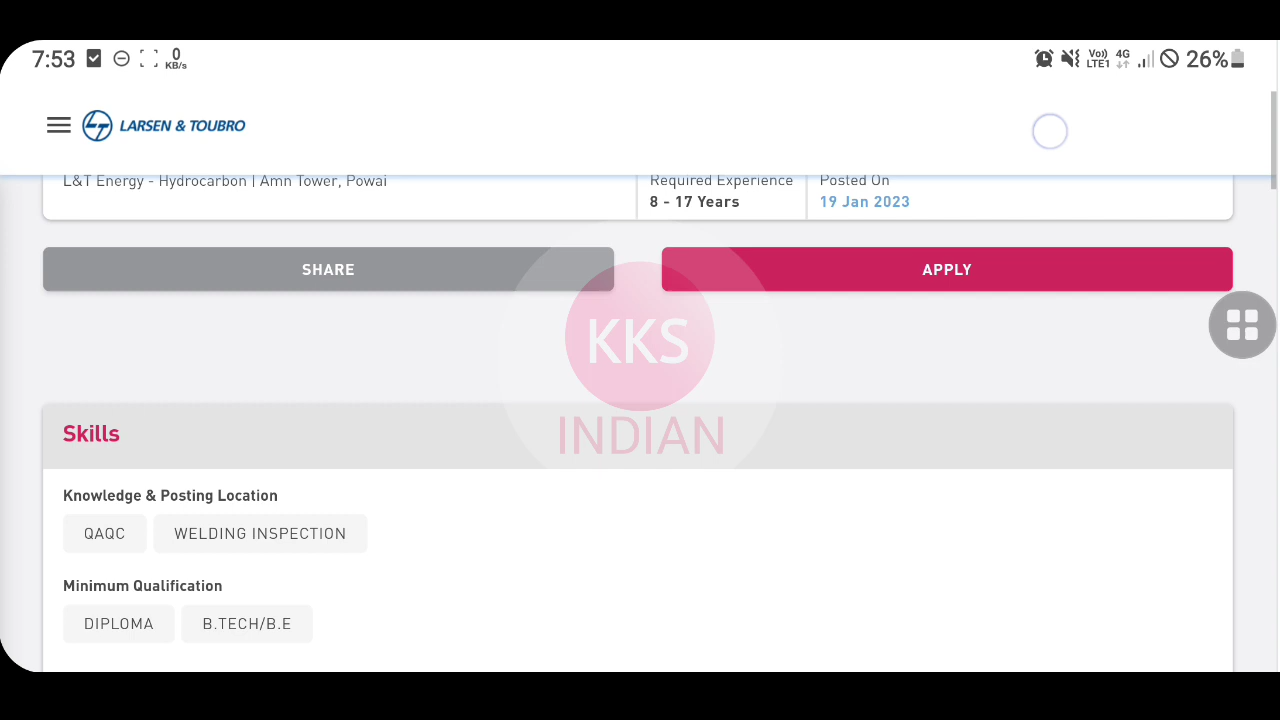 7:53 0 KB/s Vo)) LTE1 4G 26%
LARSEN & TOUBRO
L&T Energy - Hydrocarbon | Amn Tower, Powai
Required Experience
8 - 17 Years
Posted On
19 Jan 2023
SHARE
APPLY
KKS
INDIAN
Skills
Knowledge & Posting Location
QAQC WELDING INSPECTION
Minimum Qualification
DIPLOMA B.TECH/B.E